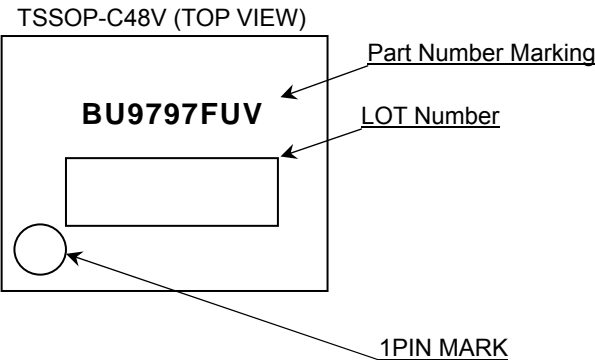 TSSOP-C48V (TOP VIEW)
Part Number Marking
BU9797FUV
LOT Number
1PIN MARK